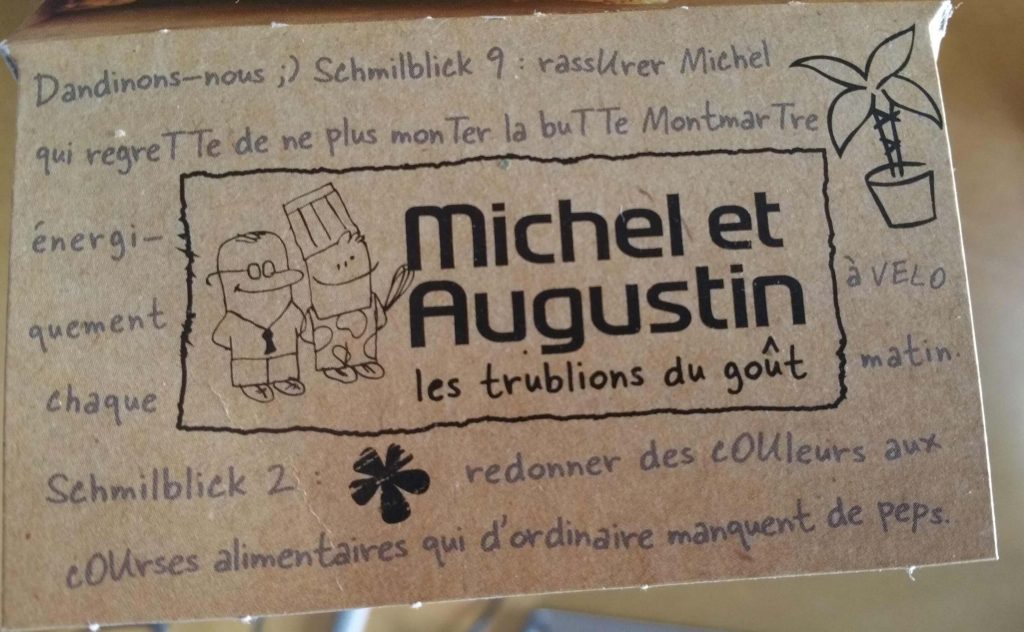 Dandinons-nous ;) Schmilblick 9 : rassUrer Michel
qui regreTTe de ne plus monTer la buTTe MontmarTre
énergi-
quement
chaque
à VELO
matin.
Michel et
Augustin
les trublions du goût
Schmilblick 2 : redonner des cOUleurs aux
cOUrses alimentaires qui d'ordinaire manquent de peps.